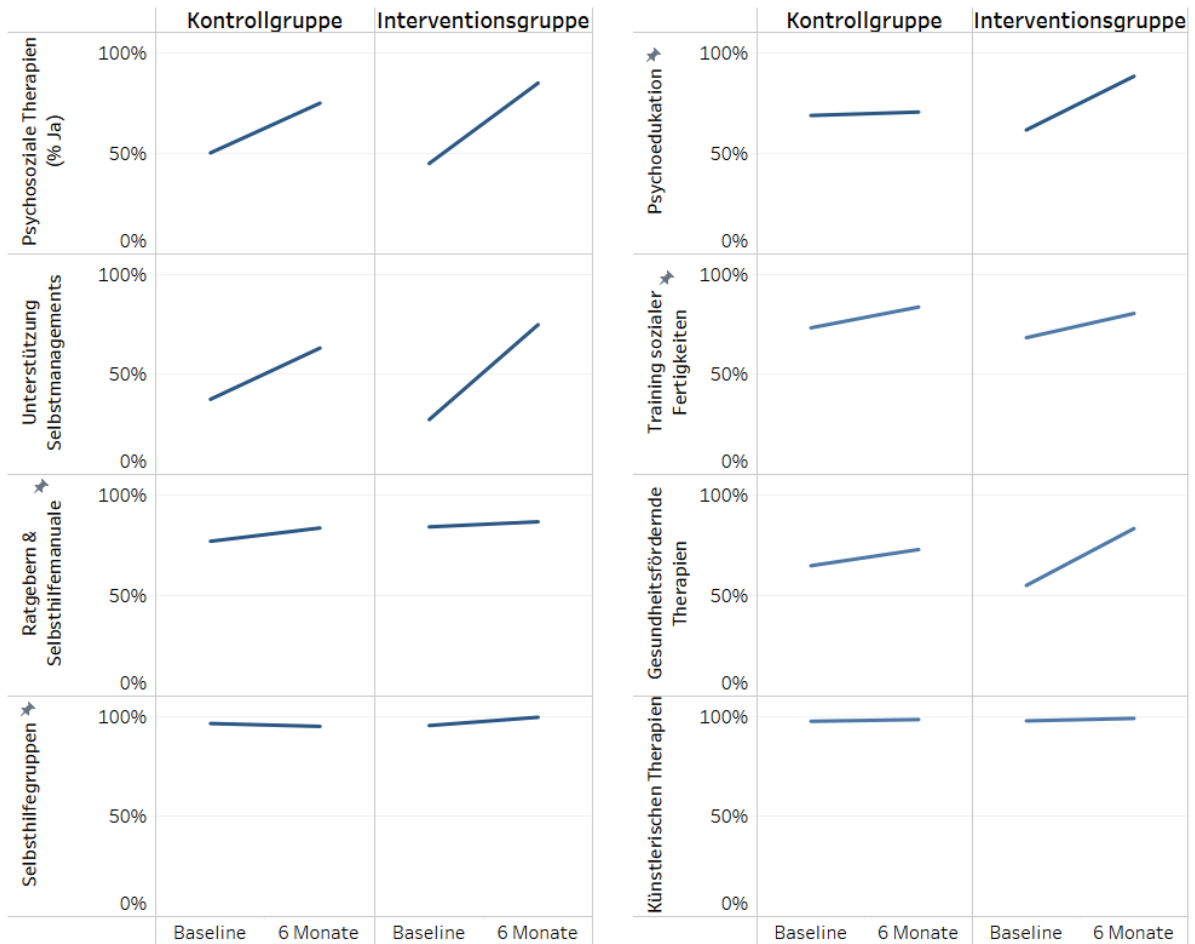 Kontrollgruppe Interventionsgruppe
Psychosoziale Therapien
(% Ja)
100%
50%
0%
Unterstützung
Selbstmanagements
100%
50%
0%
Ratgebern &
Selbsthilfemanuale
100%
50%
0%
Selbsthilfegruppen
100%
50%
0%
Baseline 6 Monate Baseline 6 Monate
Kontrollgruppe Interventionsgruppe
Psychoedukation
100%
50%
0%
Training sozialer
Fertigkeiten
100%
50%
0%
Gesundheitsfördernde
Therapien
100%
50%
0%
Künstlerischen Therapien
100%
50%
0%
Baseline 6 Monate Baseline 6 Monate